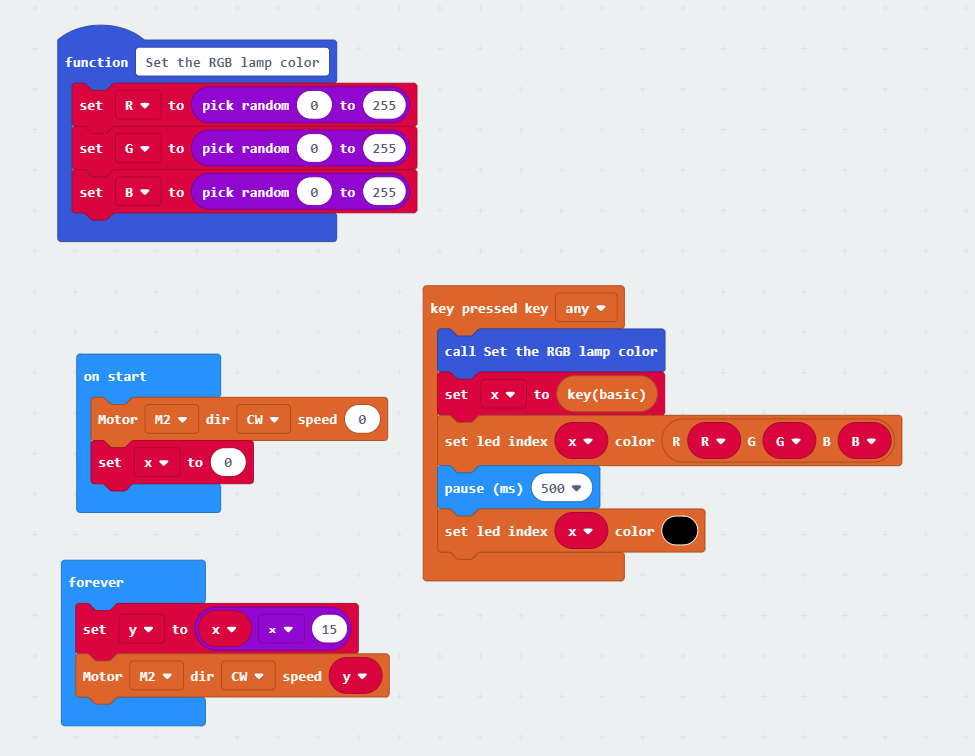 function Set the RGB lamp color
set R to pick random 0 to 255
set G to pick random 0 to 255
set B to pick random 0 to 255
on start
Motor M2 dir CW speed 0
set x to 0
forever
set y to x × 15
Motor M2 dir CW speed y
key pressed key any
call Set the RGB lamp color
set x to key(basic)
set led index x color R R G G B B
pause (ms) 500
set led index x color